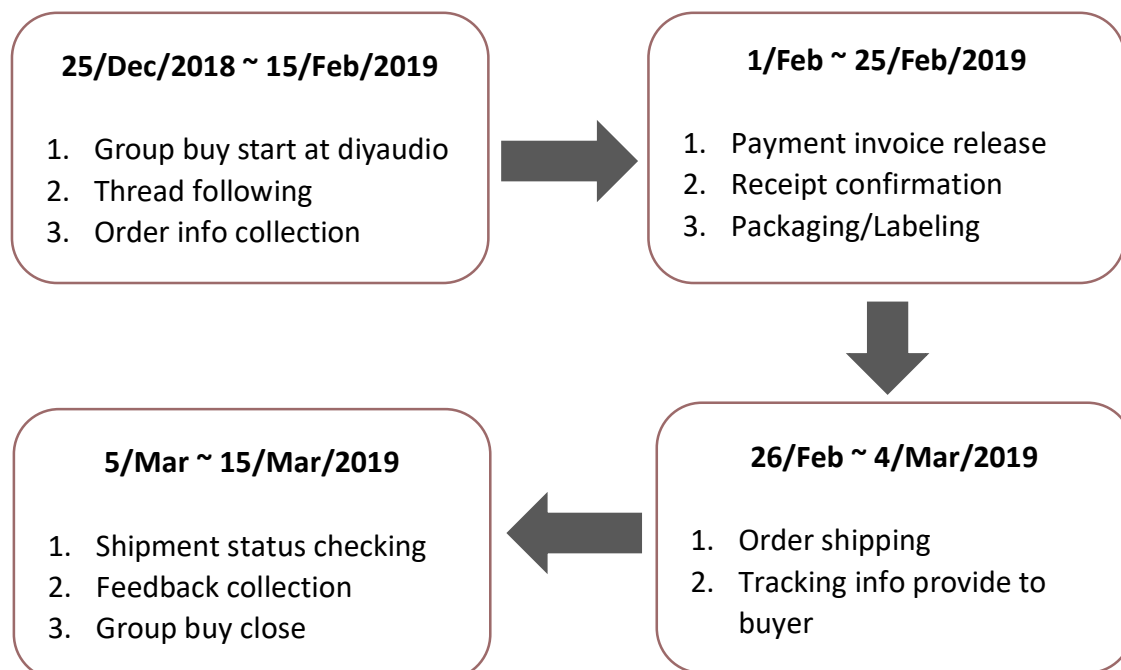 25/Dec/2018 ~ 15/Feb/2019
1. Group buy start at diyaudio
2. Thread following
3. Order info collection
1/Feb ~ 25/Feb/2019
1. Payment invoice release
2. Receipt confirmation
3. Packaging/Labeling
26/Feb ~ 4/Mar/2019
1. Order shipping
2. Tracking info provide to
buyer
5/Mar ~ 15/Mar/2019
1. Shipment status checking
2. Feedback collection
3. Group buy close